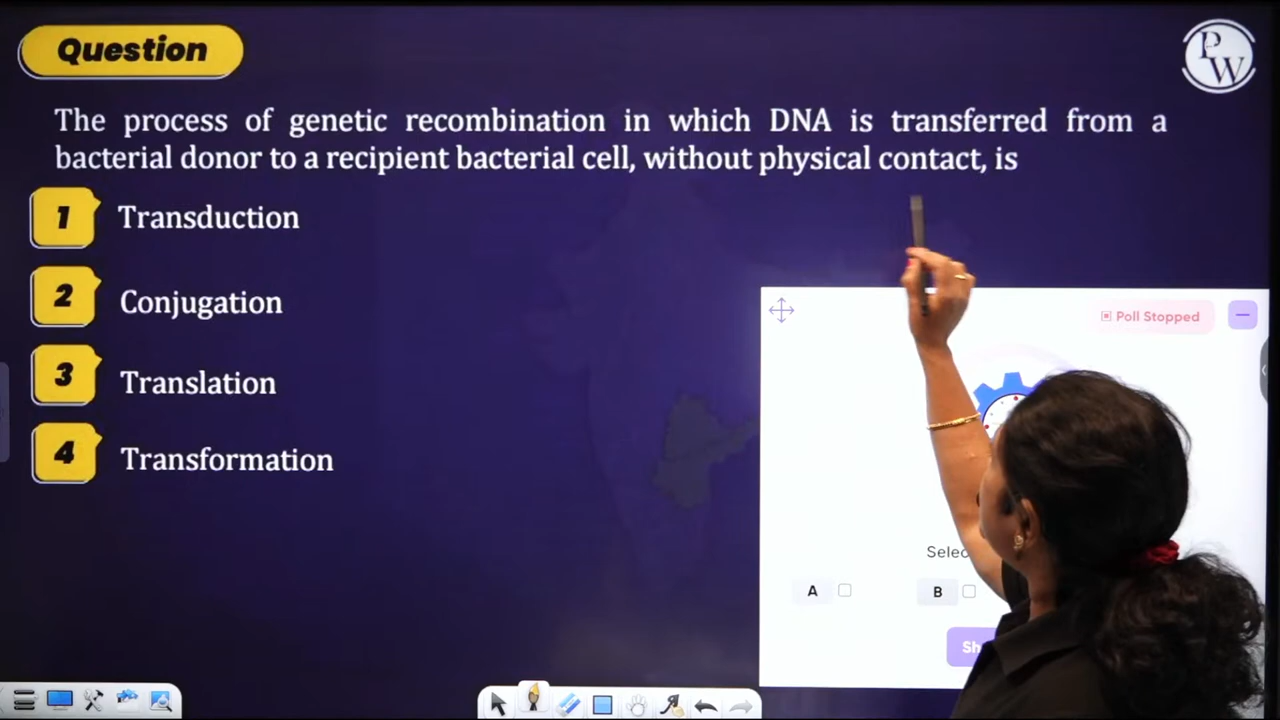 Question
PW
The process of genetic recombination in which DNA is transferred from a
bacterial donor to a recipient bacterial cell, without physical contact, is
1 Transduction
2 Conjugation
3 Translation
4 Transformation
Poll Stopped
A
B